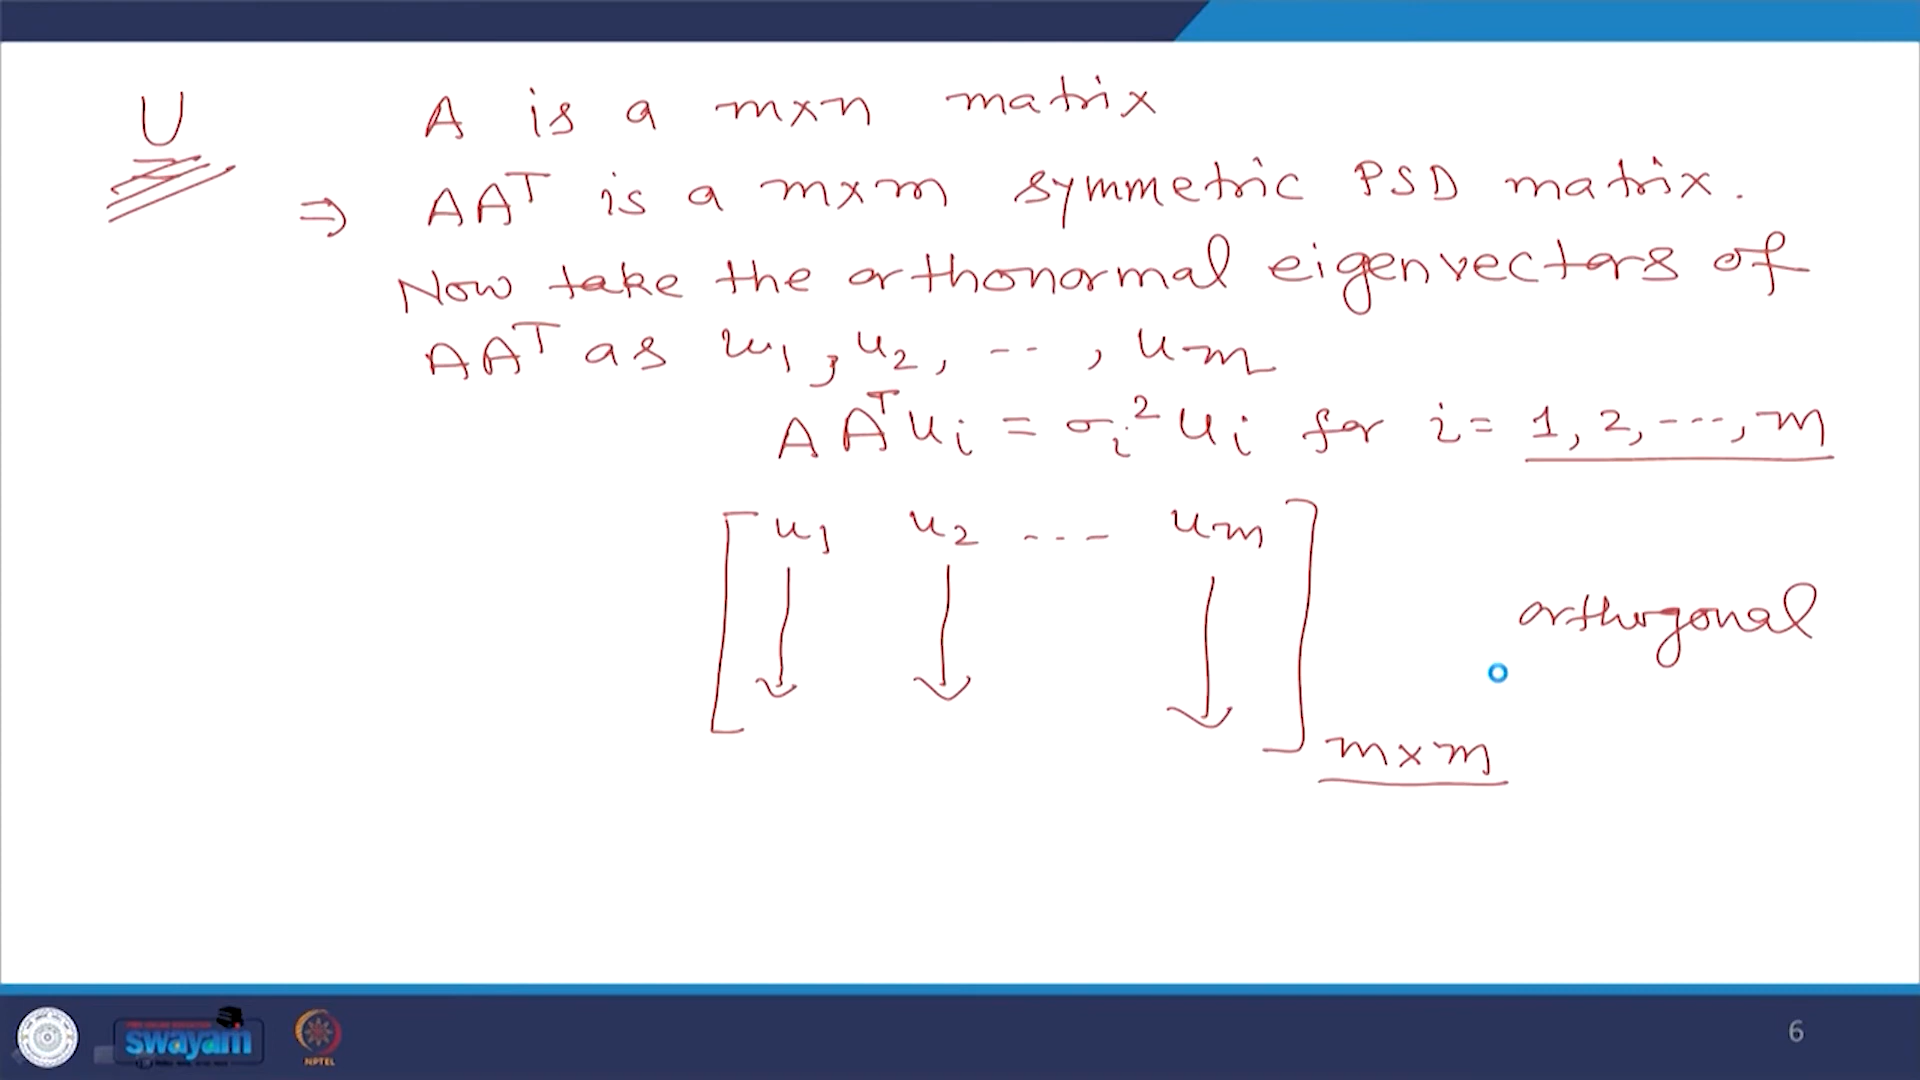 U
A is a m×n matrix
⇒ AAᵀ is a m×m symmetric PSD matrix.
Now take the orthonormal eigenvectors of
AAᵀ as u₁, u₂, --, uₘ
AAᵀuᵢ = σᵢ²uᵢ for i = 1, 2, ---, m
[u₁ u₂ --- uₘ]
orthogonal
m×m
swayam
NPTEL
6